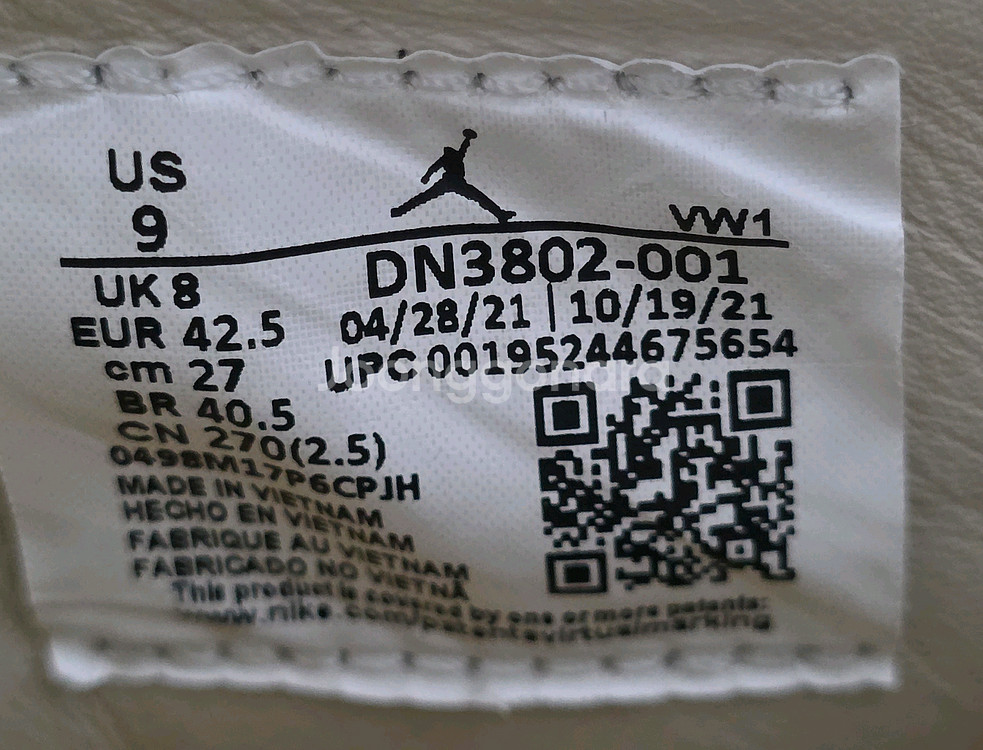 US
9
VW1
UK 8
EUR 42.5
cm 27
BR 40.5
CN 270(2.5)
DN3802-001
04/28/21 | 10/19/21
UPC 00195244675654
0498M17P6CPJH
MADE IN VIETNAM
HECHO EN VIETNAM
FABRIQUE AU VIETNAM
FABRICADO NO VIETNÃ
This product is covered by one or more patents:
www.nike.com/patentsvirtualmarking